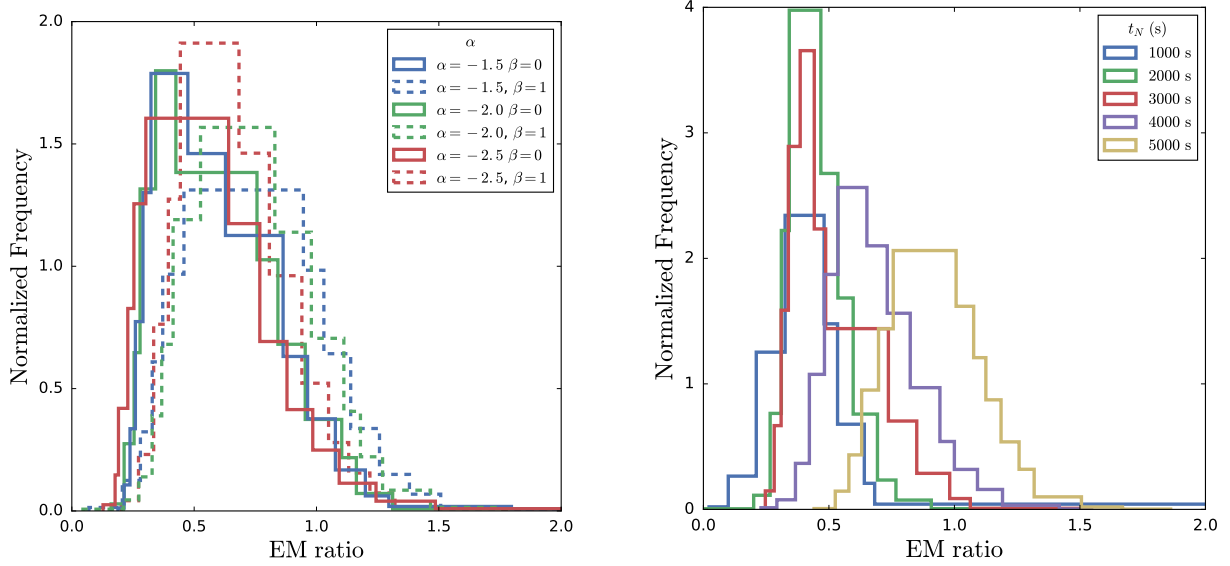 2.0
1.5
1.0
0.5
0.0
Normalized Frequency
0.0 0.5 1.0 1.5 2.0
EM ratio
α
α = −1.5 β = 0
α = −1.5, β = 1
α = −2.0 β = 0
α = −2.0, β = 1
α = −2.5 β = 0
α = −2.5, β = 1
4
3
2
1
0
Normalized Frequency
0.0 0.5 1.0 1.5 2.0
EM ratio
t_N (s)
1000 s
2000 s
3000 s
4000 s
5000 s